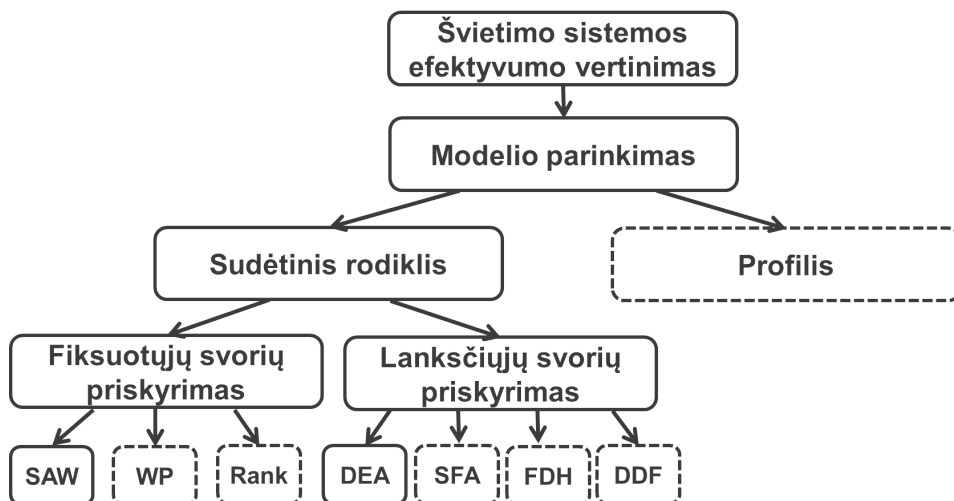 Švietimo sistemos
efektyvumo vertinimas
Modelio parinkimas
Sudėtinis rodiklis
Profilis
Fiksuotųjų svorių
priskyrimas
Lanksčiųjų svorių
priskyrimas
SAW
WP
Rank
DEA
SFA
FDH
DDF